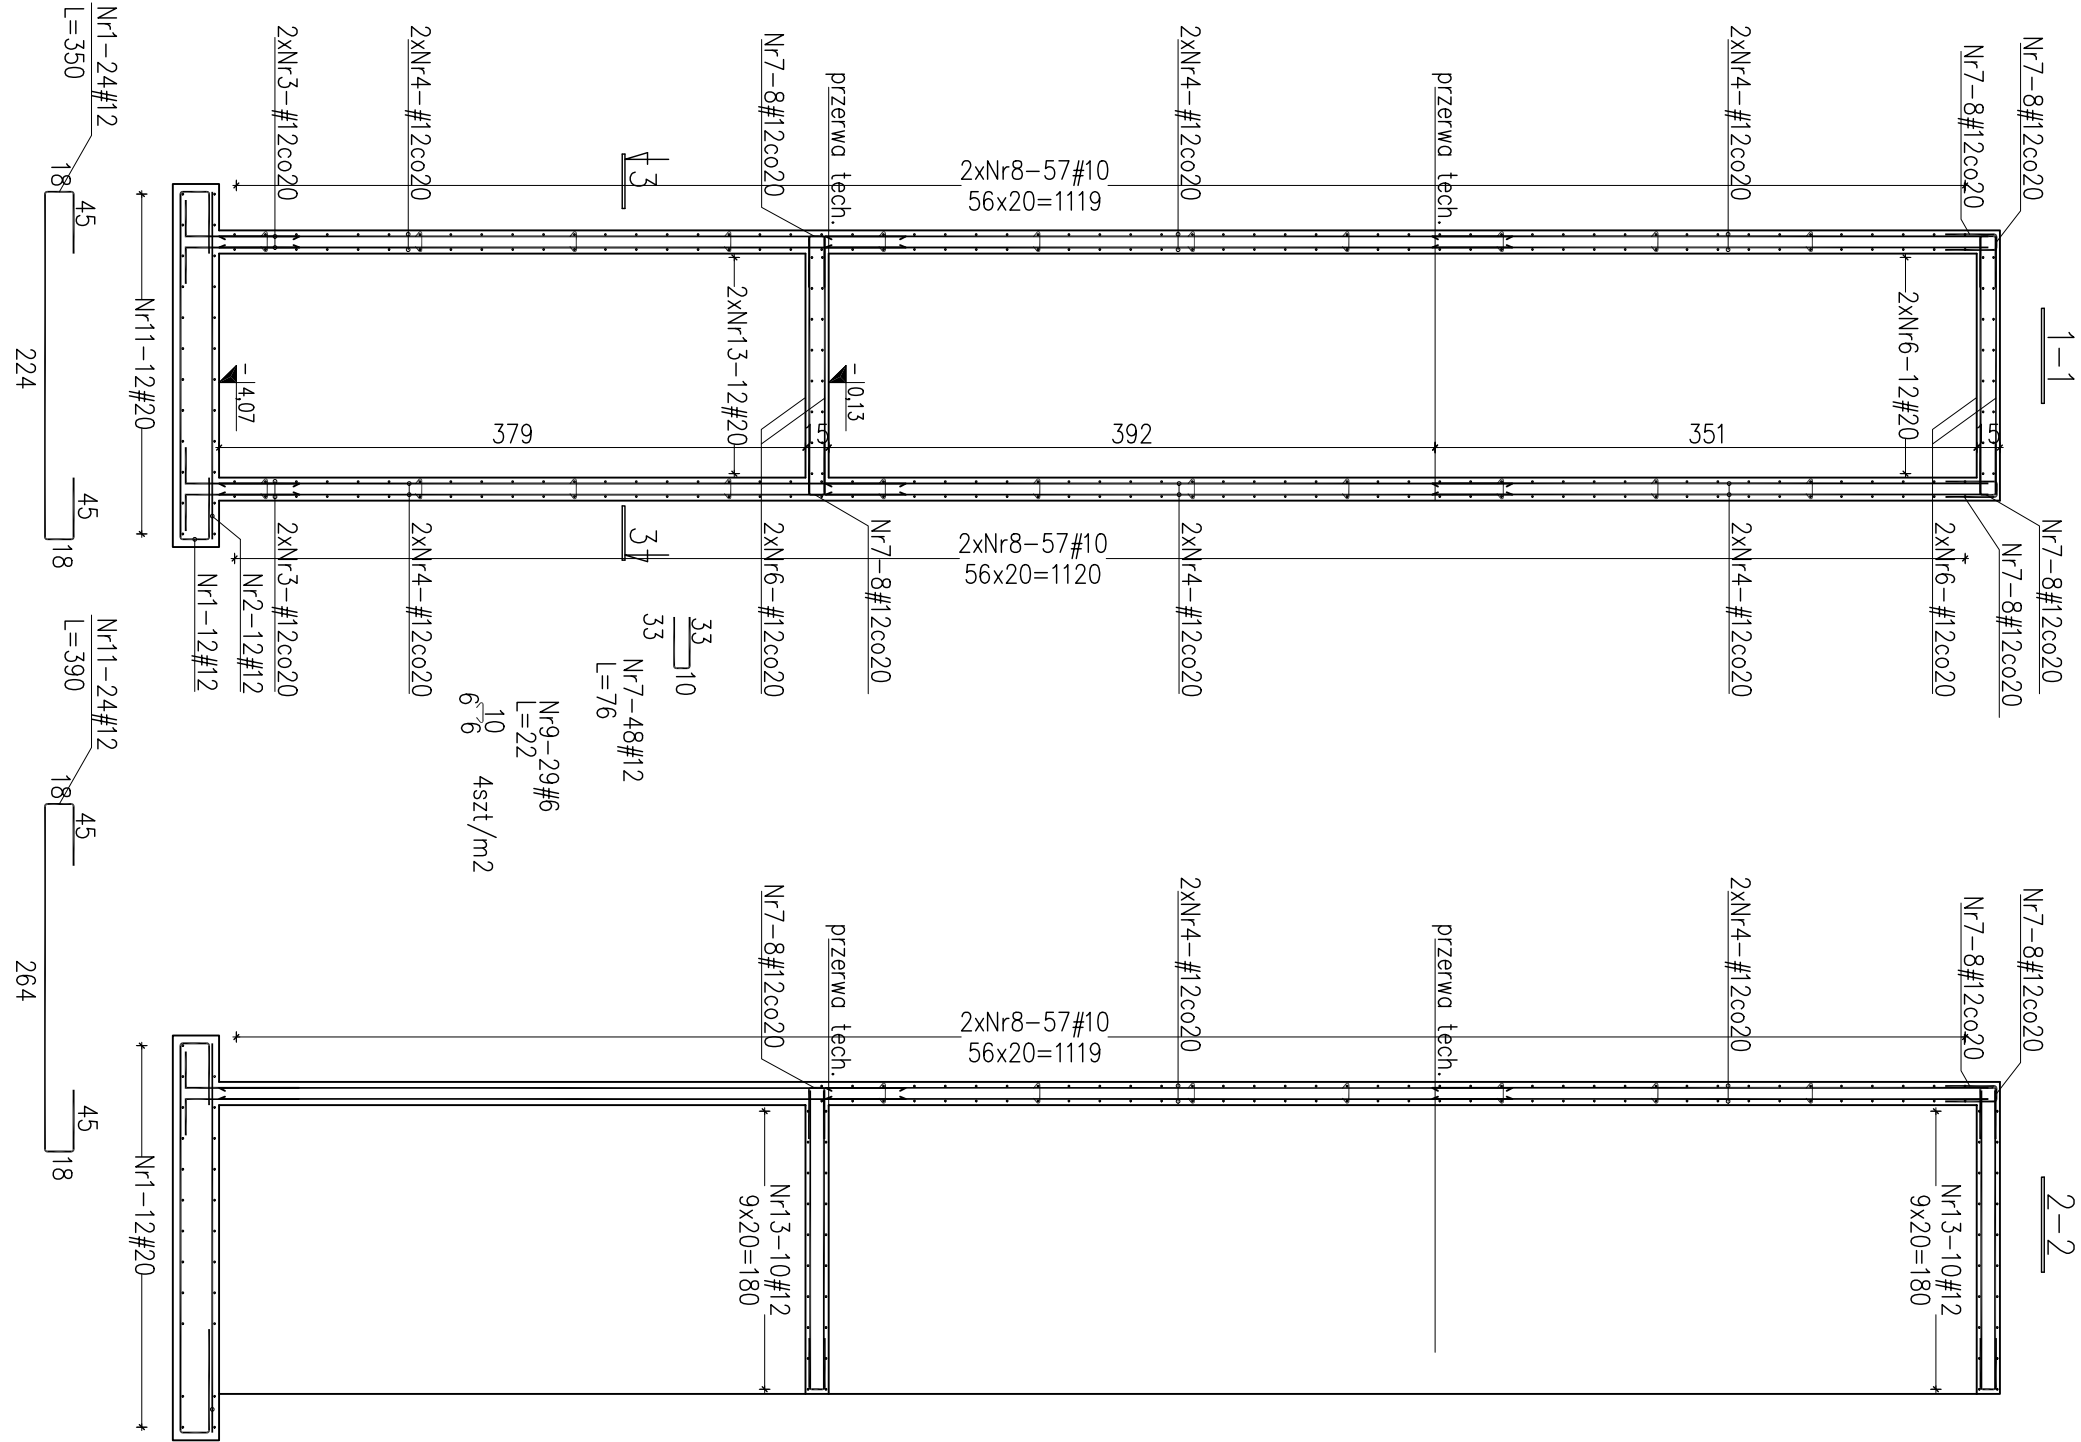 1-1
Nr7-8#12co20
Nr7-8#12co20
2xNr4-#12co20
przerwa tech.
2xNr4-#12co20
przerwa tech.
Nr7-8#12co20
2xNr4-#12co20
2xNr3-#12co20
Nr1-24#12
L=350
18
45
224
45
18
2xNr8-57#10
56x20=1119
3
2xNr6-12#20
2xNr13-12#20
Nr11-12#20
-0,13
-4,07
379
15
392
351
15
3
2xNr8-57#10
56x20=1120
Nr7-8#12co20
Nr7-8#12co20
2xNr6-#12co20
2xNr4-#12co20
2xNr4-#12co20
Nr7-8#12co20
2xNr6-#12co20
2xNr4-#12co20
2xNr3-#12co20
Nr2-12#12
Nr1-12#12
33
33
10
Nr7-48#12
L=76
Nr9-29#6
L=22
10
6 6
4szt/m2
2-2
Nr7-8#12co20
Nr7-8#12co20
2xNr4-#12co20
przerwa tech.
2xNr4-#12co20
przerwa tech.
Nr7-8#12co20
2xNr8-57#10
56x20=1119
Nr13-10#12
9x20=180
Nr13-10#12
9x20=180
Nr1-12#20
Nr11-24#12
L=390
18
45
264
45
18